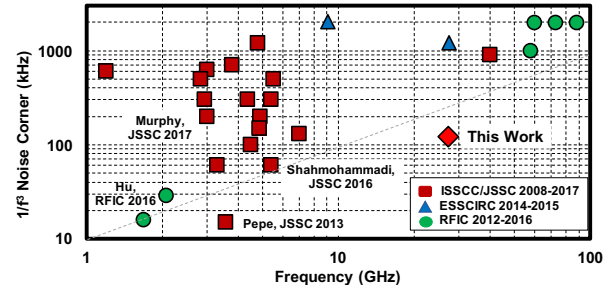 1/f³ Noise Corner (kHz)
1000
100
10
Murphy,
JSSC 2017
This Work
Hu,
RFIC 2016
Shahmohammadi,
JSSC 2016
Pepe, JSSC 2013
ISSCC/JSSC 2008-2017
ESSCIRC 2014-2015
RFIC 2012-2016
1
10
100
Frequency (GHz)